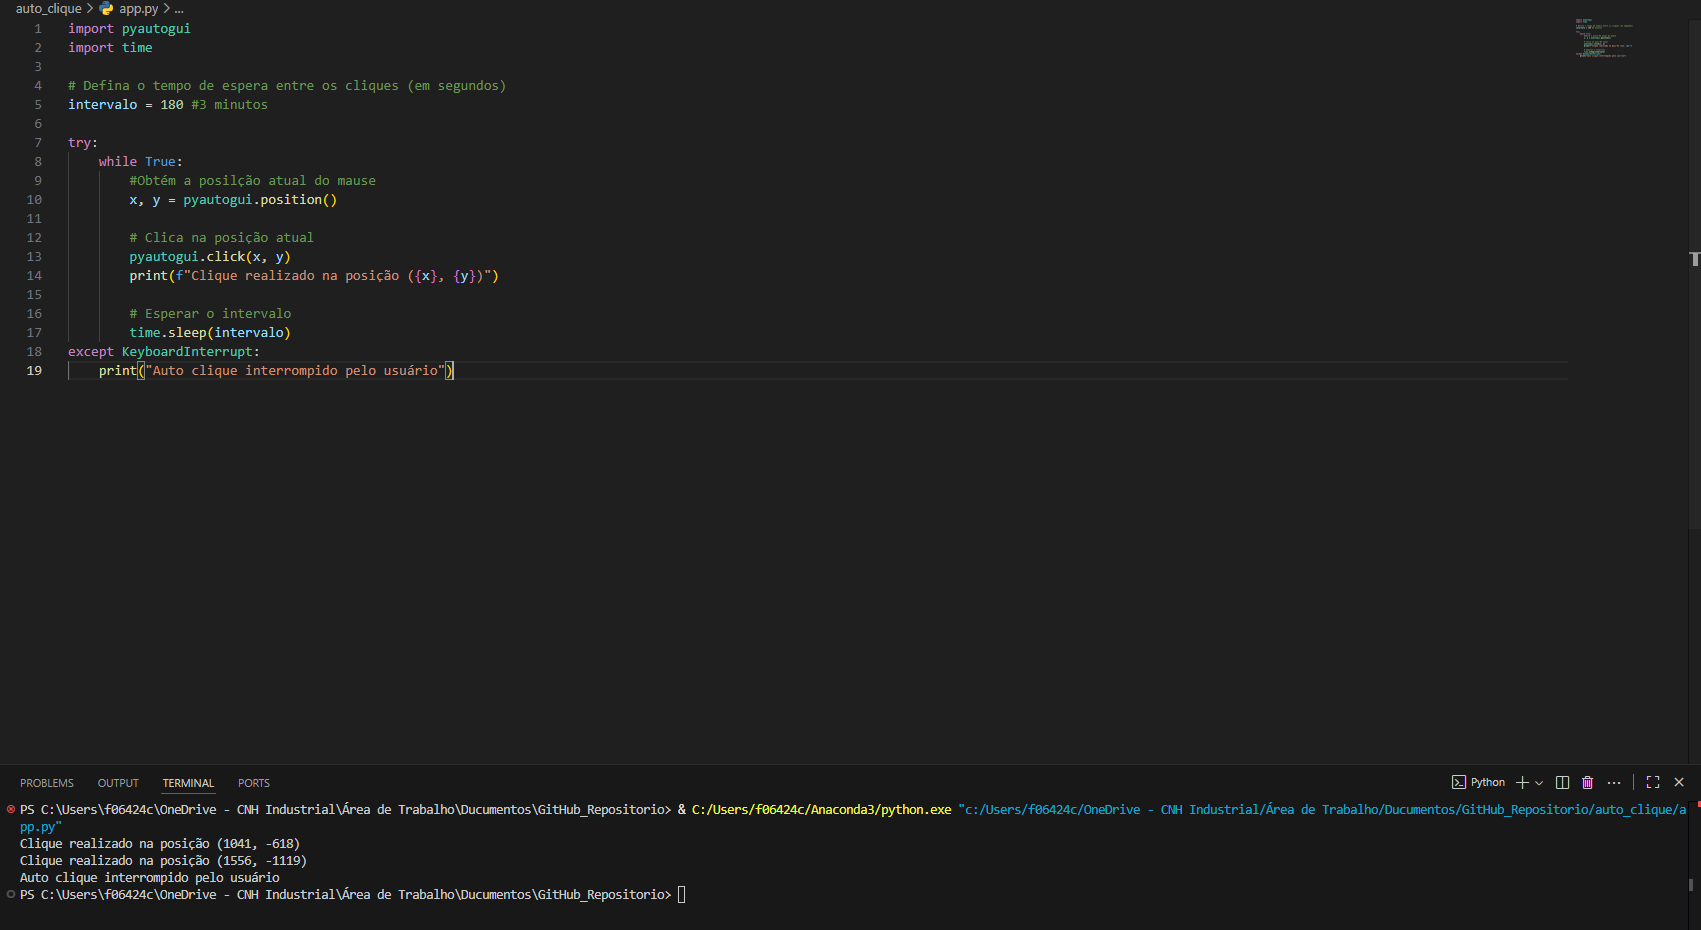 auto_clique > app.py > ...
1 import pyautogui
2 import time
3
4 # Defina o tempo de espera entre os cliques (em segundos)
5 intervalo = 180 #3 minutos
6
7 try:
8 while True:
9 #Obtém a posilção atual do mause
10 x, y = pyautogui.position()
11
12 # Clica na posição atual
13 pyautogui.click(x, y)
14 print(f"Clique realizado na posição ({x}, {y})")
15
16 # Esperar o intervalo
17 time.sleep(intervalo)
18 except KeyboardInterrupt:
19 print("Auto clique interrompido pelo usuário")
PROBLEMS OUTPUT TERMINAL PORTS Python
PS C:\Users\f06424c\OneDrive - CNH Industrial\Área de Trabalho\Ducumentos\GitHub_Repositorio> & C:/Users/f06424c/Anaconda3/python.exe "c:/Users/f06424c/OneDrive - CNH Industrial/Área de Trabalho/Ducumentos/GitHub_Repositorio/auto_clique/a
pp.py"
Clique realizado na posição (1041, -618)
Clique realizado na posição (1556, -1119)
Auto clique interrompido pelo usuário
PS C:\Users\f06424c\OneDrive - CNH Industrial\Área de Trabalho\Ducumentos\GitHub_Repositorio>